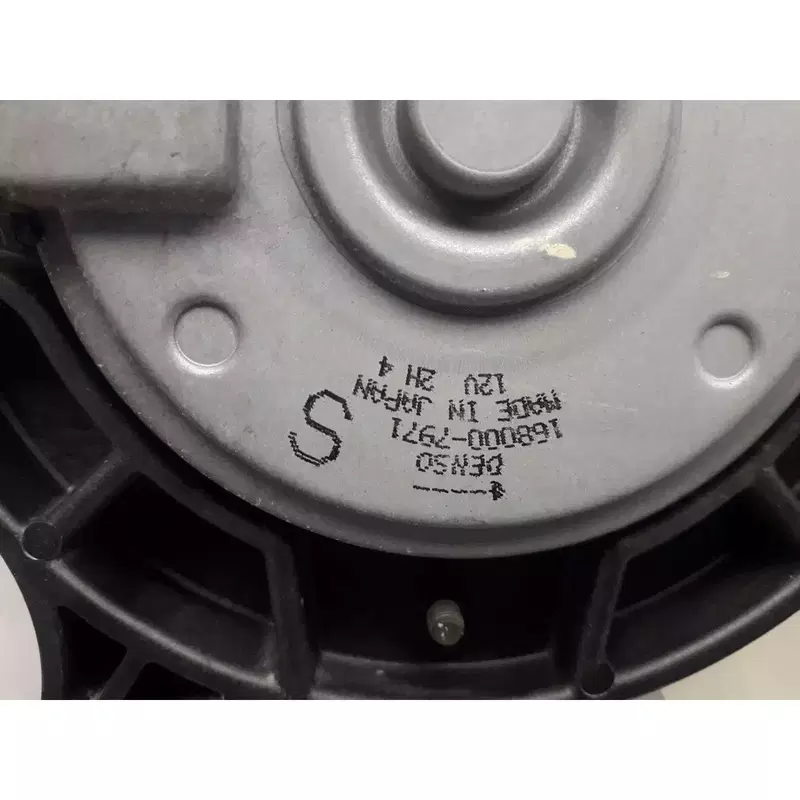 DENSO
168000-7971
MADE IN JAPAN
12V 2H 4
S